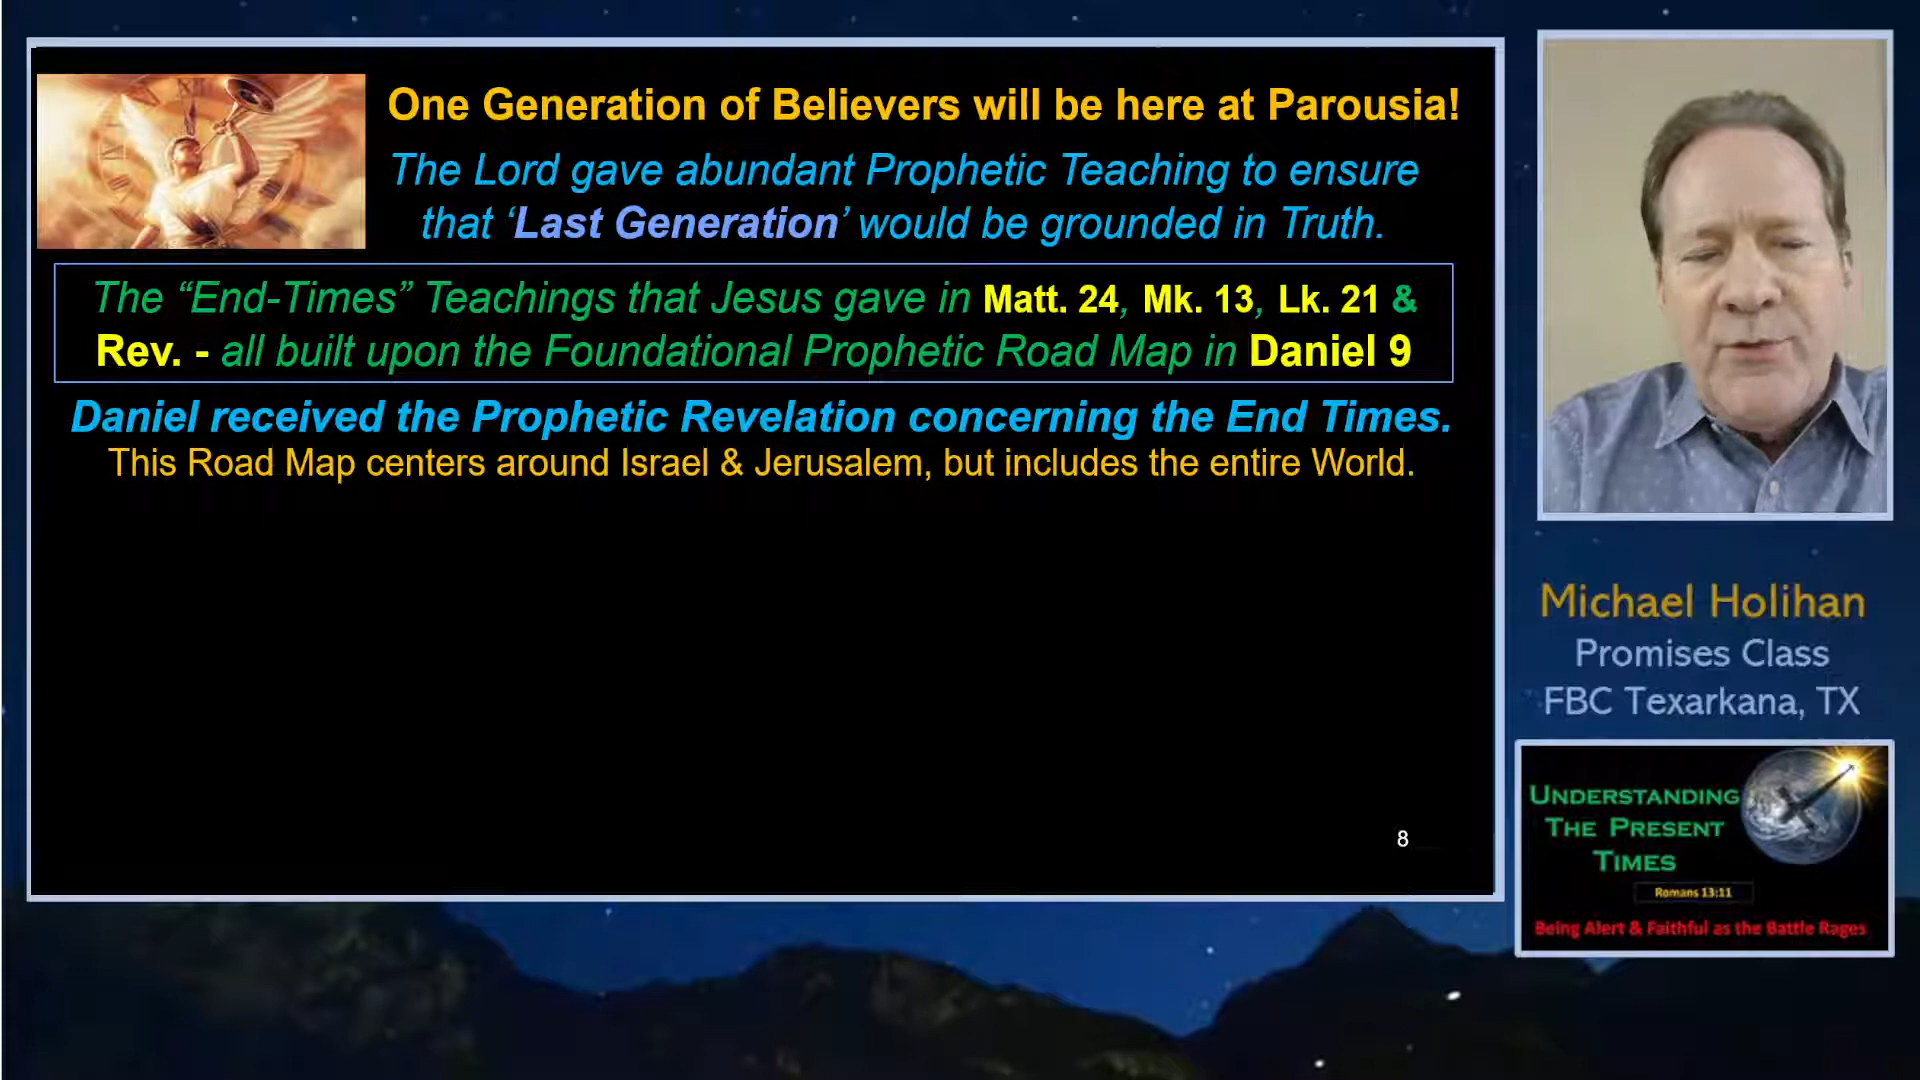 One Generation of Believers will be here at Parousia!
The Lord gave abundant Prophetic Teaching to ensure
that ‘Last Generation’ would be grounded in Truth.
The “End-Times” Teachings that Jesus gave in Matt. 24, Mk. 13, Lk. 21 &
Rev. - all built upon the Foundational Prophetic Road Map in Daniel 9
Daniel received the Prophetic Revelation concerning the End Times.
This Road Map centers around Israel & Jerusalem, but includes the entire World.
8
Michael Holihan
Promises Class
FBC Texarkana, TX
UNDERSTANDING
THE PRESENT
TIMES
Romans 13:11
Being Alert & Faithful as the Battle Rages